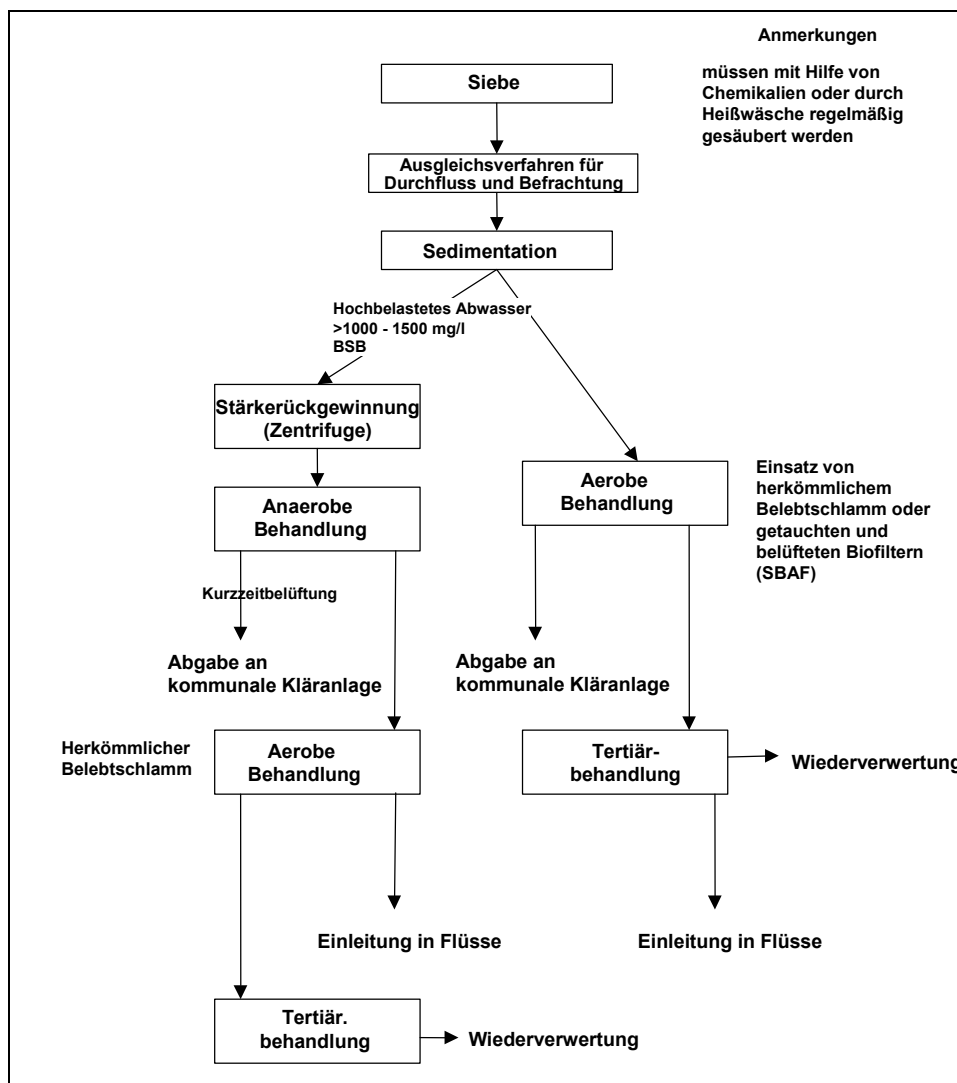 Anmerkungen
Siebe
müssen mit Hilfe von
Chemikalien oder durch
Heißwäsche regelmäßig
gesäubert werden
Ausgleichsverfahren für
Durchfluss und Befrachtung
Sedimentation
Hochbelastetes Abwasser
>1000 - 1500 mg/l
BSB
Stärkerückgewinnung
(Zentrifuge)
Anaerobe
Behandlung
Aerobe
Behandlung
Einsatz von
herkömmlichem
Belebtschlamm oder
getauchten und
belüfteten Biofiltern
(SBAF)
Kurzzeitbelüftung
Abgabe an
kommunale Kläranlage
Abgabe an
kommunale Kläranlage
Herkömmlicher
Belebtschlamm
Aerobe
Behandlung
Tertiär-
behandlung
Wiederverwertung
Einleitung in Flüsse
Einleitung in Flüsse
Tertiär.
behandlung
Wiederverwertung